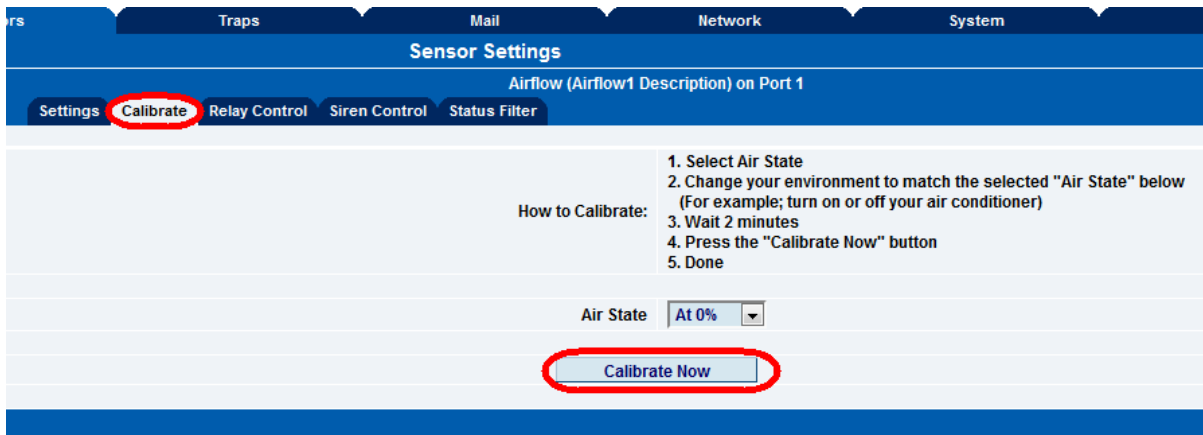 Traps Mail Network System
Sensor Settings
Airflow (Airflow1 Description) on Port 1
Settings Calibrate Relay Control Siren Control Status Filter
How to Calibrate:
1. Select Air State
2. Change your environment to match the selected "Air State" below
(For example; turn on or off your air conditioner)
3. Wait 2 minutes
4. Press the "Calibrate Now" button
5. Done
Air State At 0%
Calibrate Now